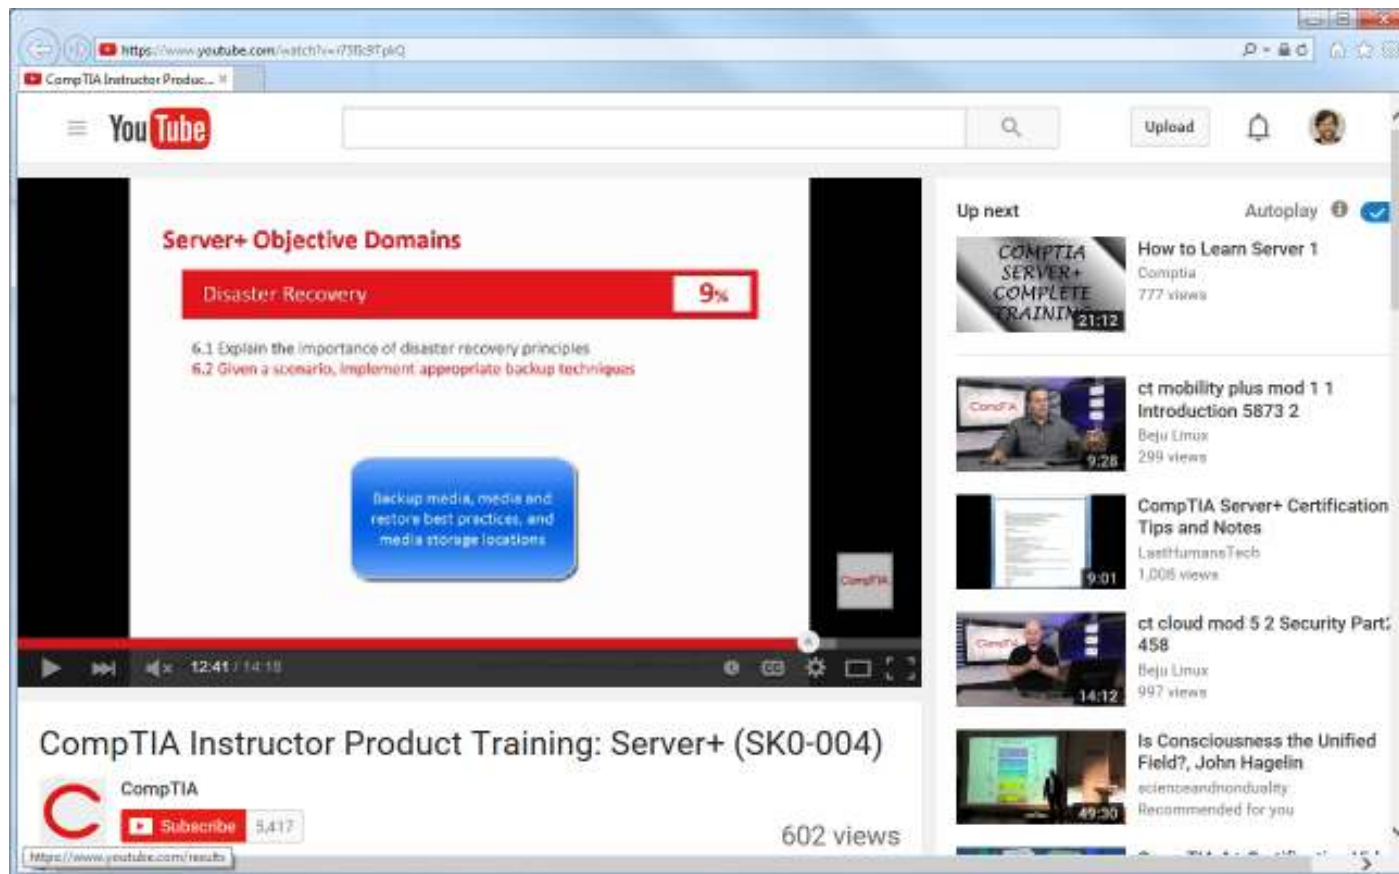 https://www.youtube.com/watch?v=
CompTIA Instructor Produc...
YouTube
Upload
Server+ Objective Domains
Disaster Recovery
9%
6.1 Explain the importance of disaster recovery principles
6.2 Given a scenario, implement appropriate backup techniques
Backup media, media and
restore best practices, and
media storage locations
CompTIA
12:41 / 14:18
CompTIA Instructor Product Training: Server+ (SK0-004)
CompTIA
Subscribe 5,417
602 views
https://www.youtube.com/results
Up next
Autoplay
COMPTIA
SERVER+
COMPLETE
TRAINING
21:12
How to Learn Server 1
Comptia
777 views
CompTIA
9:28
ct mobility plus mod 1 1
Introduction 5873 2
Beju Linux
299 views
9:01
CompTIA Server+ Certification
Tips and Notes
LastHumansTech
1,006 views
CompTIA
14:12
ct cloud mod 5 2 Security Part2
458
Beju Linux
997 views
49:30
Is Consciousness the Unified
Field?, John Hagelin
scienceandnonduality
Recommended for you